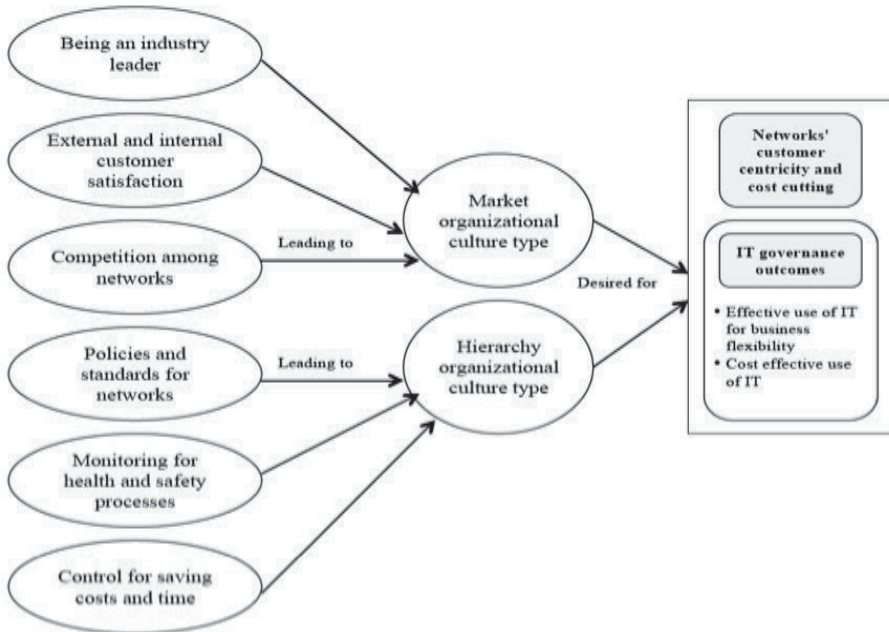 Being an industry
leader
External and internal
customer
satisfaction
Competition among
networks
Leading to
Policies and
standards for
networks
Leading to
Monitoring for
health and safety
processes
Control for saving
costs and time
Market
organizational
culture type
Hierarchy
organizational
culture type
Desired for
Networks'
customer
centricity and
cost cutting
IT governance
outcomes
• Effective use of IT
for business
flexibility
• Cost effective use
of IT